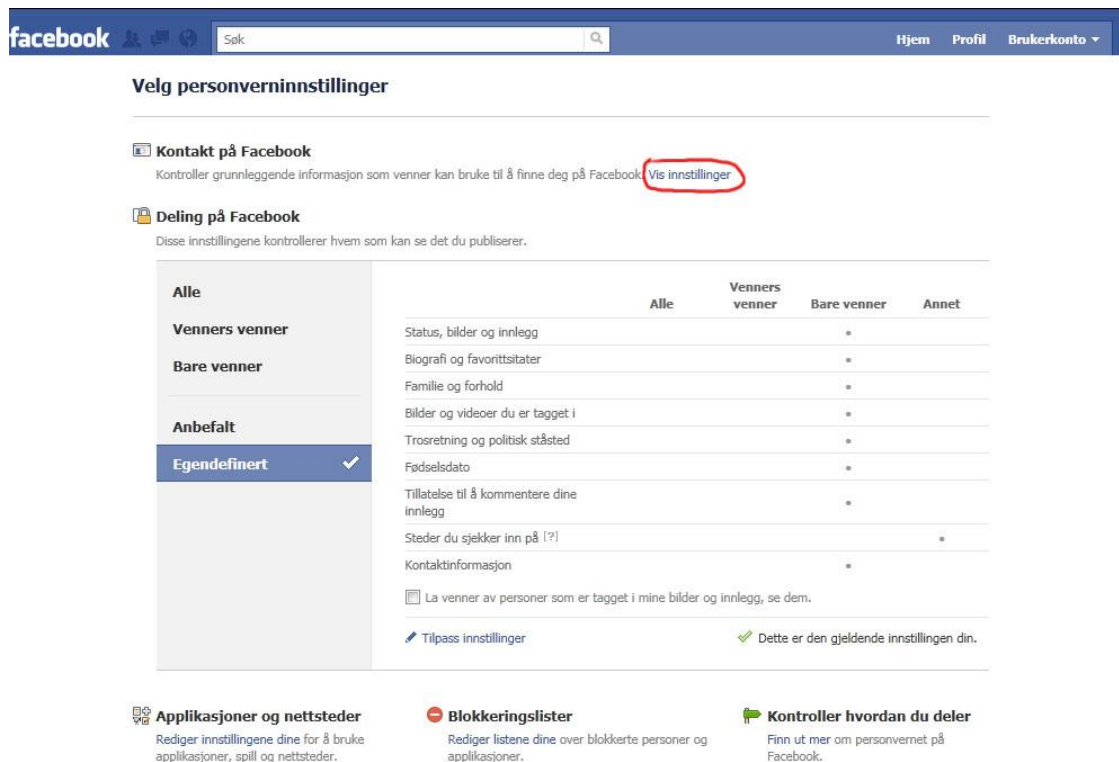 facebook Søk Hjem Profil Brukerkonto
Velg personverninnstillinger
Kontakt på Facebook
Kontroller grunnleggende informasjon som venner kan bruke til å finne deg på Facebook. Vis innstillinger
Deling på Facebook
Disse innstillingene kontrollerer hvem som kan se det du publiserer.
Alle
Venners venner
Bare venner
Anbefalt
Egendefinert
Alle Venners venner Bare venner Annet
Status, bilder og innlegg
Biografi og favorittsitater
Familie og forhold
Bilder og videoer du er tagget i
Trosretning og politisk ståsted
Fødselsdato
Tillatelse til å kommentere dine
innlegg
Steder du sjekker inn på [?]
Kontaktinformasjon
La venner av personer som er tagget i mine bilder og innlegg, se dem.
Tilpass innstillinger Dette er den gjeldende innstillingen din.
Applikasjoner og nettsteder
Rediger innstillingene dine for å bruke
applikasjoner, spill og nettsteder.
Blokkeringslister
Rediger listene dine over blokkerte personer og
applikasjoner.
Kontroller hvordan du deler
Finn ut mer om personvernet på
Facebook.